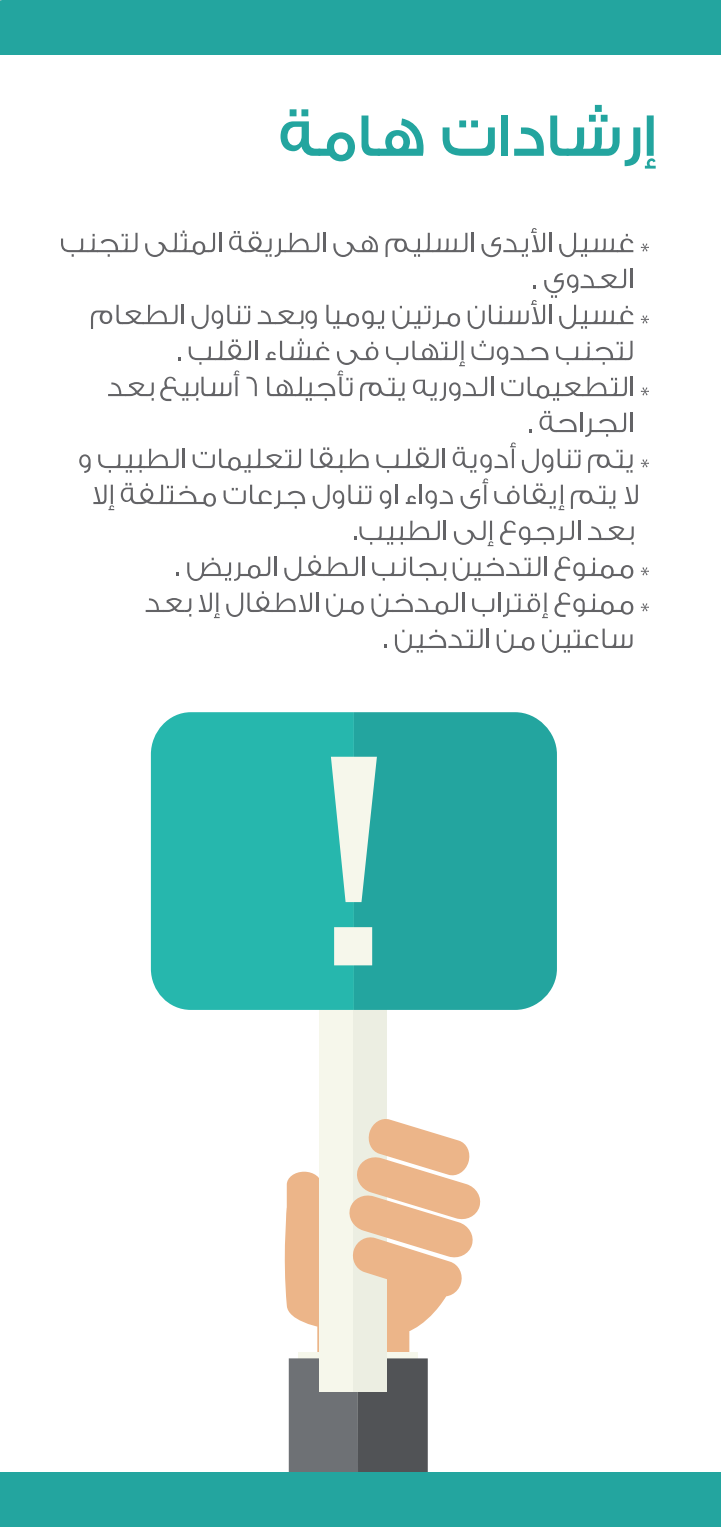 إرشادات هامة
* غسيل الأيدى السليم هى الطريقة المثلى لتجنب
العدوي .
* غسيل الأسنان مرتين يوميا وبعد تناول الطعام
لتجنب حدوث إلتهاب فى غشاء القلب .
* التطعيمات الدوريه يتم تأجيلها ٦ أسابيع بعد
الجراحة .
* يتم تناول أدوية القلب طبقا لتعليمات الطبيب و
لا يتم إيقاف أى دواء او تناول جرعات مختلفة إلا
بعد الرجوع إلى الطبيب.
* ممنوع التدخين بجانب الطفل المريض .
* ممنوع إقتراب المدخن من الاطفال إلا بعد
ساعتين من التدخين .
!